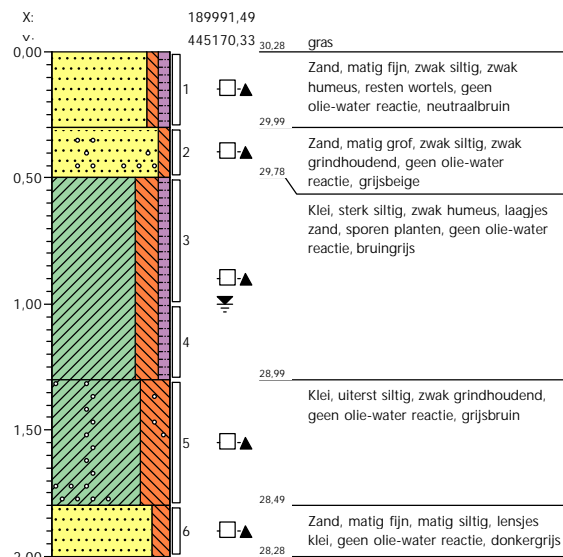 X: 189991,49
Y: 445170,33
0,00
30,28 gras
1
Zand, matig fijn, zwak siltig, zwak
humeus, resten wortels, geen
olie-water reactie, neutraalbruin
29,99
2
Zand, matig grof, zwak siltig, zwak
grindhoudend, geen olie-water
reactie, grijsbeige
0,50
29,78
3
Klei, sterk siltig, zwak humeus, laagjes
zand, sporen planten, geen olie-water
reactie, bruingrijs
1,00
4
28,99
Klei, uiterst siltig, zwak grindhoudend,
geen olie-water reactie, grijsbruin
1,50
5
28,49
6
Zand, matig fijn, matig siltig, lensjes
klei, geen olie-water reactie, donkergrijs
2,00
28,28